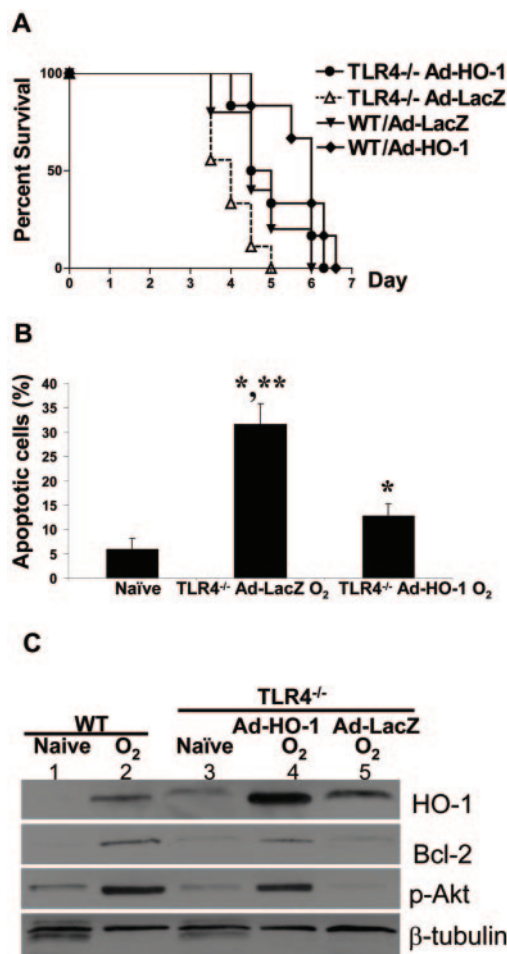 A
Percent Survival
100
50
0
0 1 2 3 4 5 6 7
Day
TLR4-/- Ad-HO-1
TLR4-/- Ad-LacZ
WT/Ad-LacZ
WT/Ad-HO-1
B
Apoptotic cells (%)
40
35
30
25
20
15
10
5
0
*,**
*
Naïve TLR4-/- Ad-LacZ O2 TLR4-/- Ad-HO-1 O2
C
TLR4-/-
WT Ad-HO-1 Ad-LacZ
Naive O2 Naïve O2 O2
1 2 3 4 5
HO-1
Bcl-2
p-Akt
β-tubulin